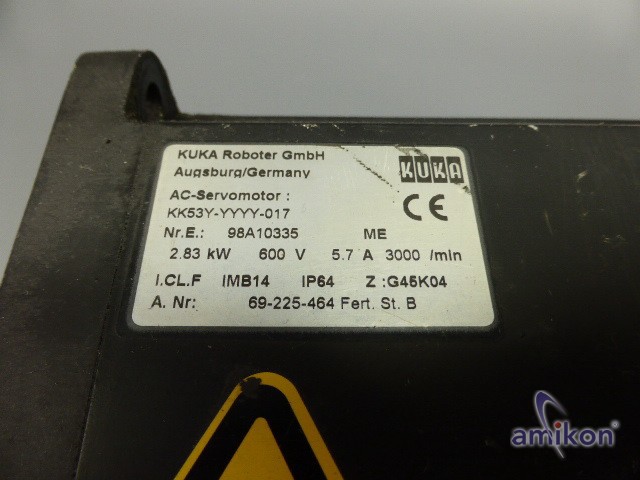 KUKA Roboter GmbH
Augsburg/Germany
KUKA
AC-Servomotor :
KK53Y-YYYY-017
CE
Nr.E.: 98A10335 ME
2.83 kW 600 V 5.7 A 3000 /min
I.CL.F IMB14 IP64 Z :G45K04
A. Nr: 69-225-464 Fert. St. B
amikon